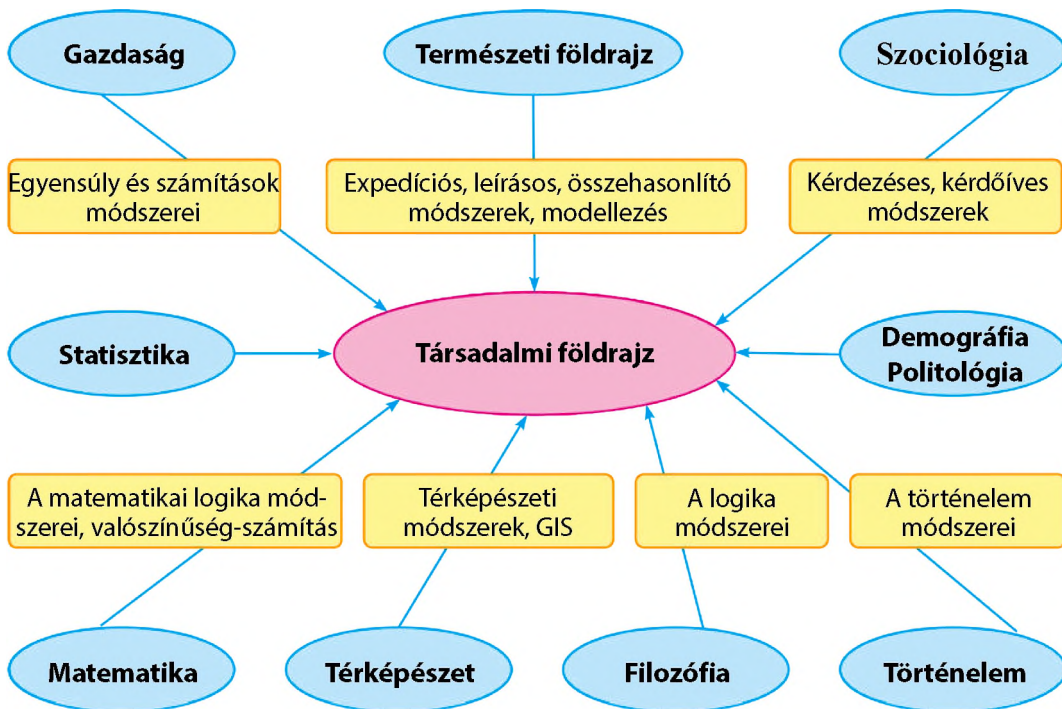 Gazdaság
Természeti földrajz
Szociológia
Egyensúly és számítások
módszerei
Expedíciós, leírásos, összehasonlító
módszerek, modellezés
Kérdezéses, kérdőíves
módszerek
Statisztika
Társadalmi földrajz
Demográfia
Politológia
A matematikai logika mód-
szerei, valószínűség-számítás
Térképészeti
módszerek, GIS
A logika
módszerei
A történelem
módszerei
Matematika
Térképészet
Filozófia
Történelem